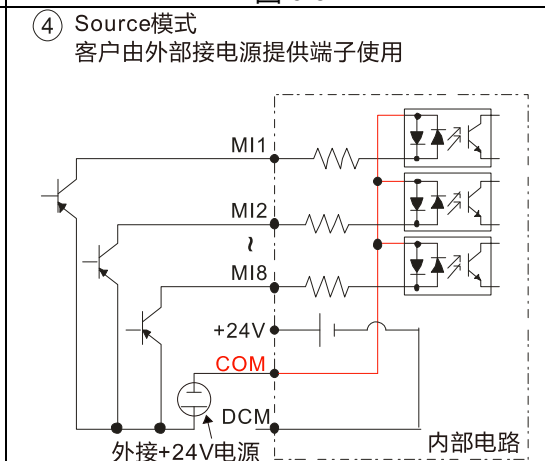 ④ Source模式
客户由外部接电源提供端子使用
MI1
MI2
~
MI8
+24V
COM
DCM
外接+24V电源
内部电路